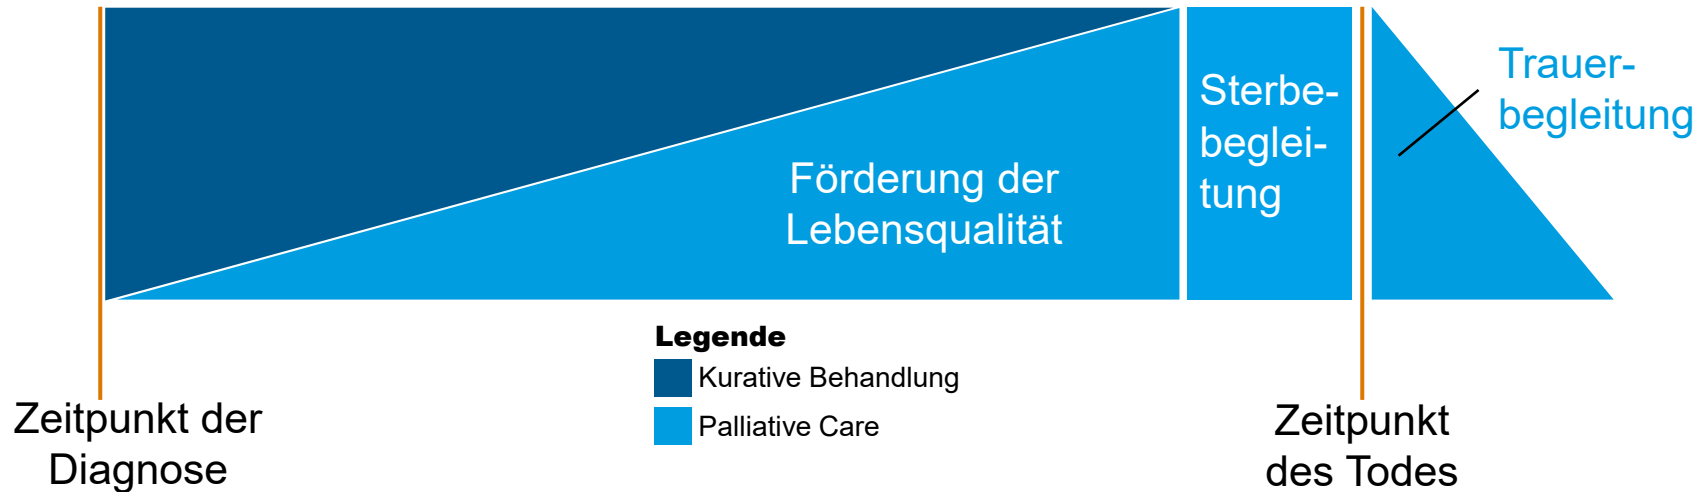 Trauer-
begleitung
Sterbe-
beglei-
tung
Förderung der
Lebensqualität
Legende
Kurative Behandlung
Palliative Care
Zeitpunkt der
Diagnose
Zeitpunkt
des Todes